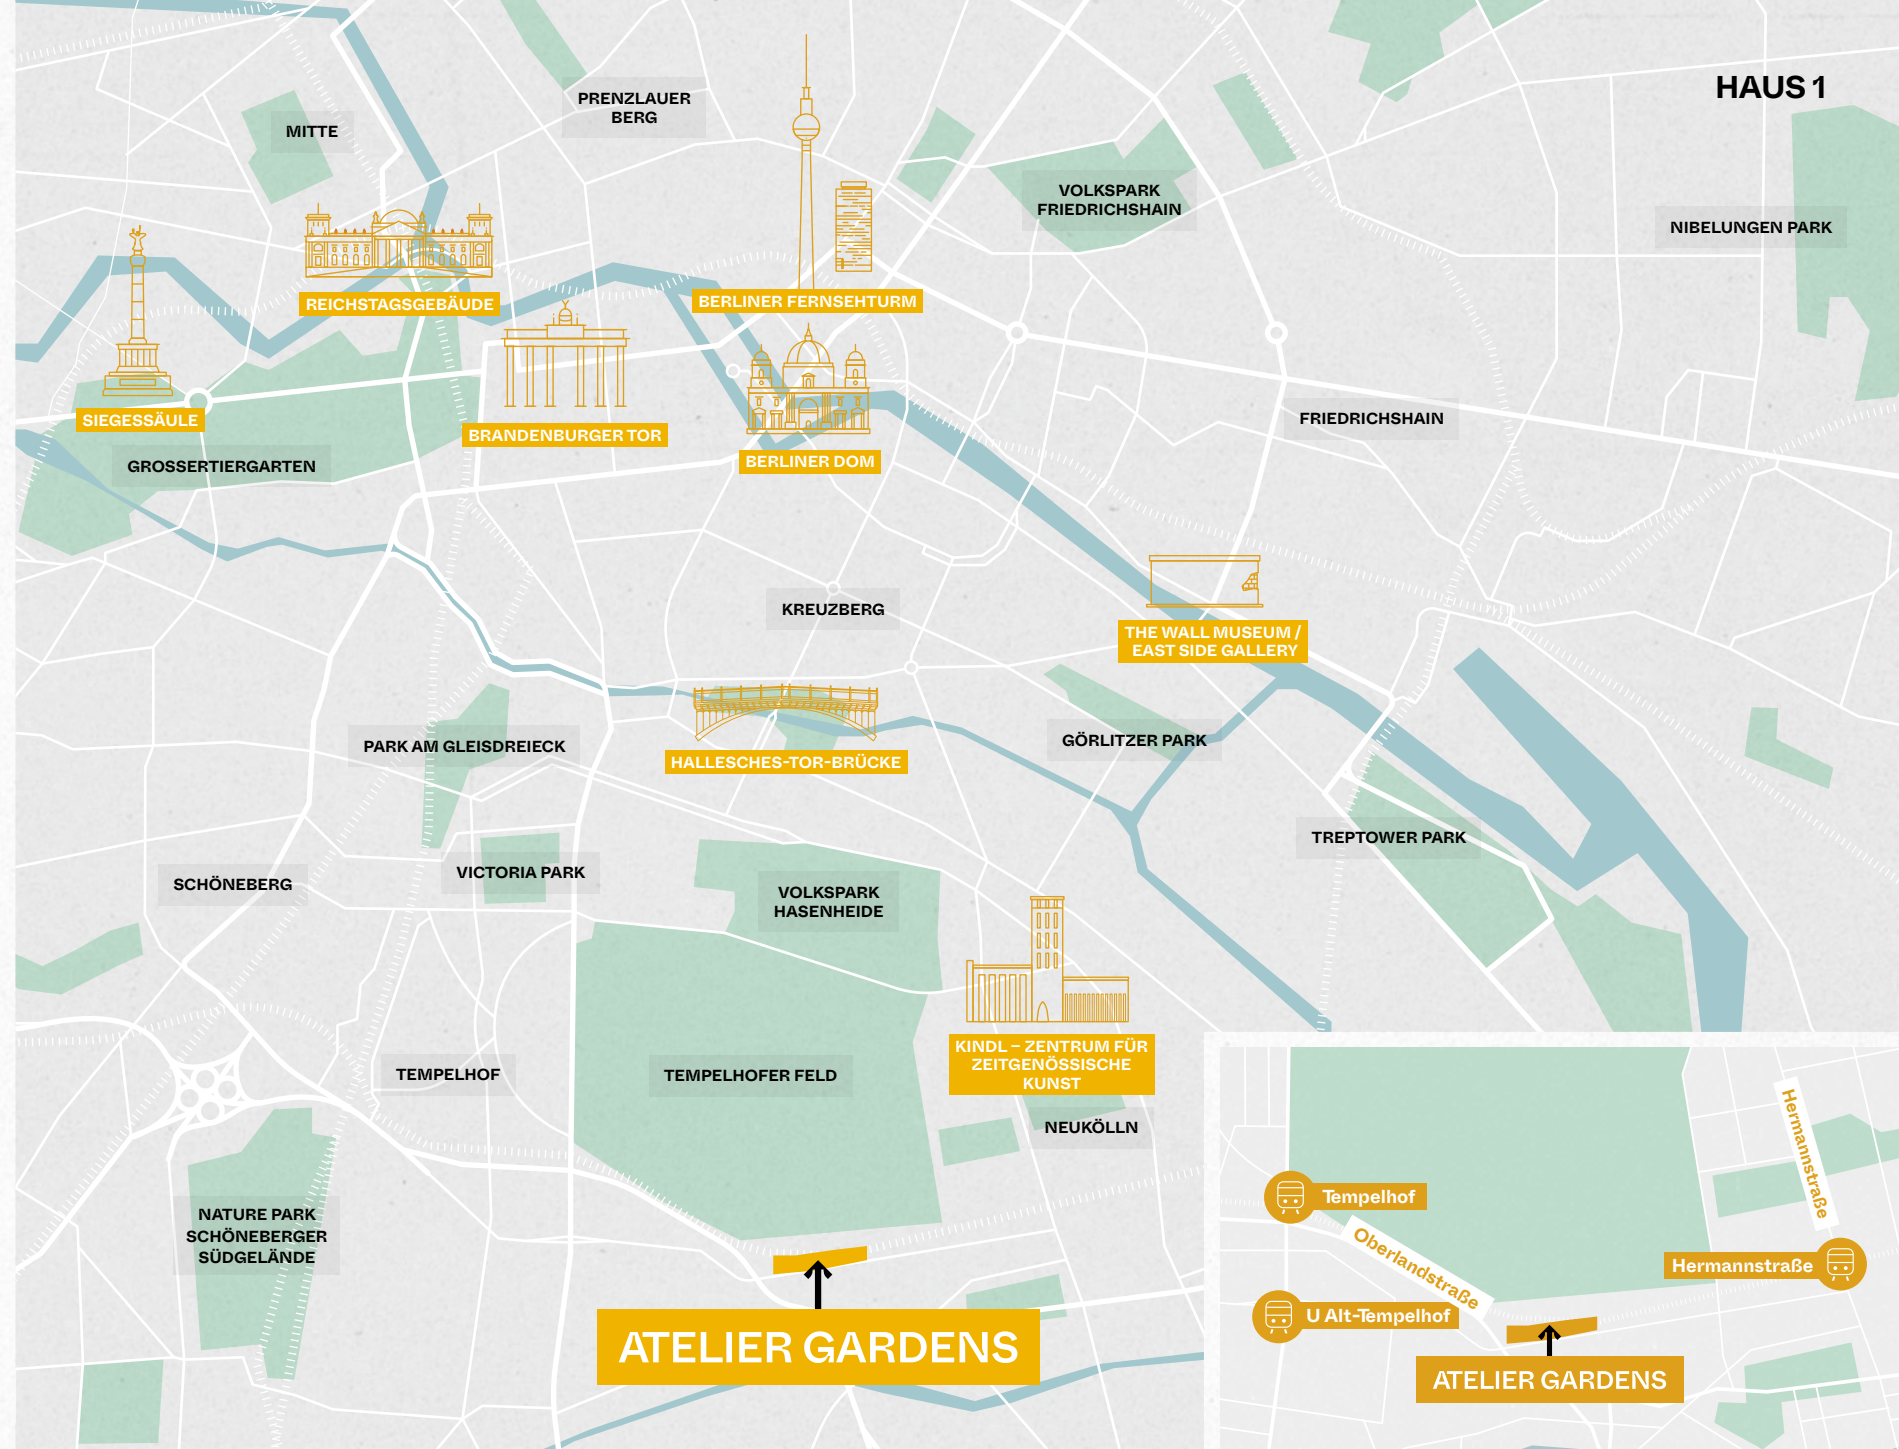 HAUS 1
PRENZLAUER
BERG
MITTE
VOLKSPARK
FRIEDRICHSHAIN
NIBELUNGEN PARK
REICHSTAGSGEBÄUDE
BERLINER FERNSEHTURM
SIEGESSÄULE
BRANDENBURGER TOR
FRIEDRICHSHAIN
GROSSERTIERGARTEN
BERLINER DOM
KREUZBERG
THE WALL MUSEUM /
EAST SIDE GALLERY
PARK AM GLEISDREIECK
GÖRLITZER PARK
HALLESCHES-TOR-BRÜCKE
TREPTOWER PARK
VICTORIA PARK
SCHÖNEBERG
VOLKSPARK
HASENHEIDE
KINDL – ZENTRUM FÜR
ZEITGENÖSSISCHE
KUNST
TEMPELHOF
TEMPELHOFER FELD
NEUKÖLLN
NATURE PARK
SCHÖNEBERGER
SÜDGELÄNDE
ATELIER GARDENS
Hermannstraße
Tempelhof
Oberlandstraße
Hermannstraße
U Alt-Tempelhof
ATELIER GARDENS